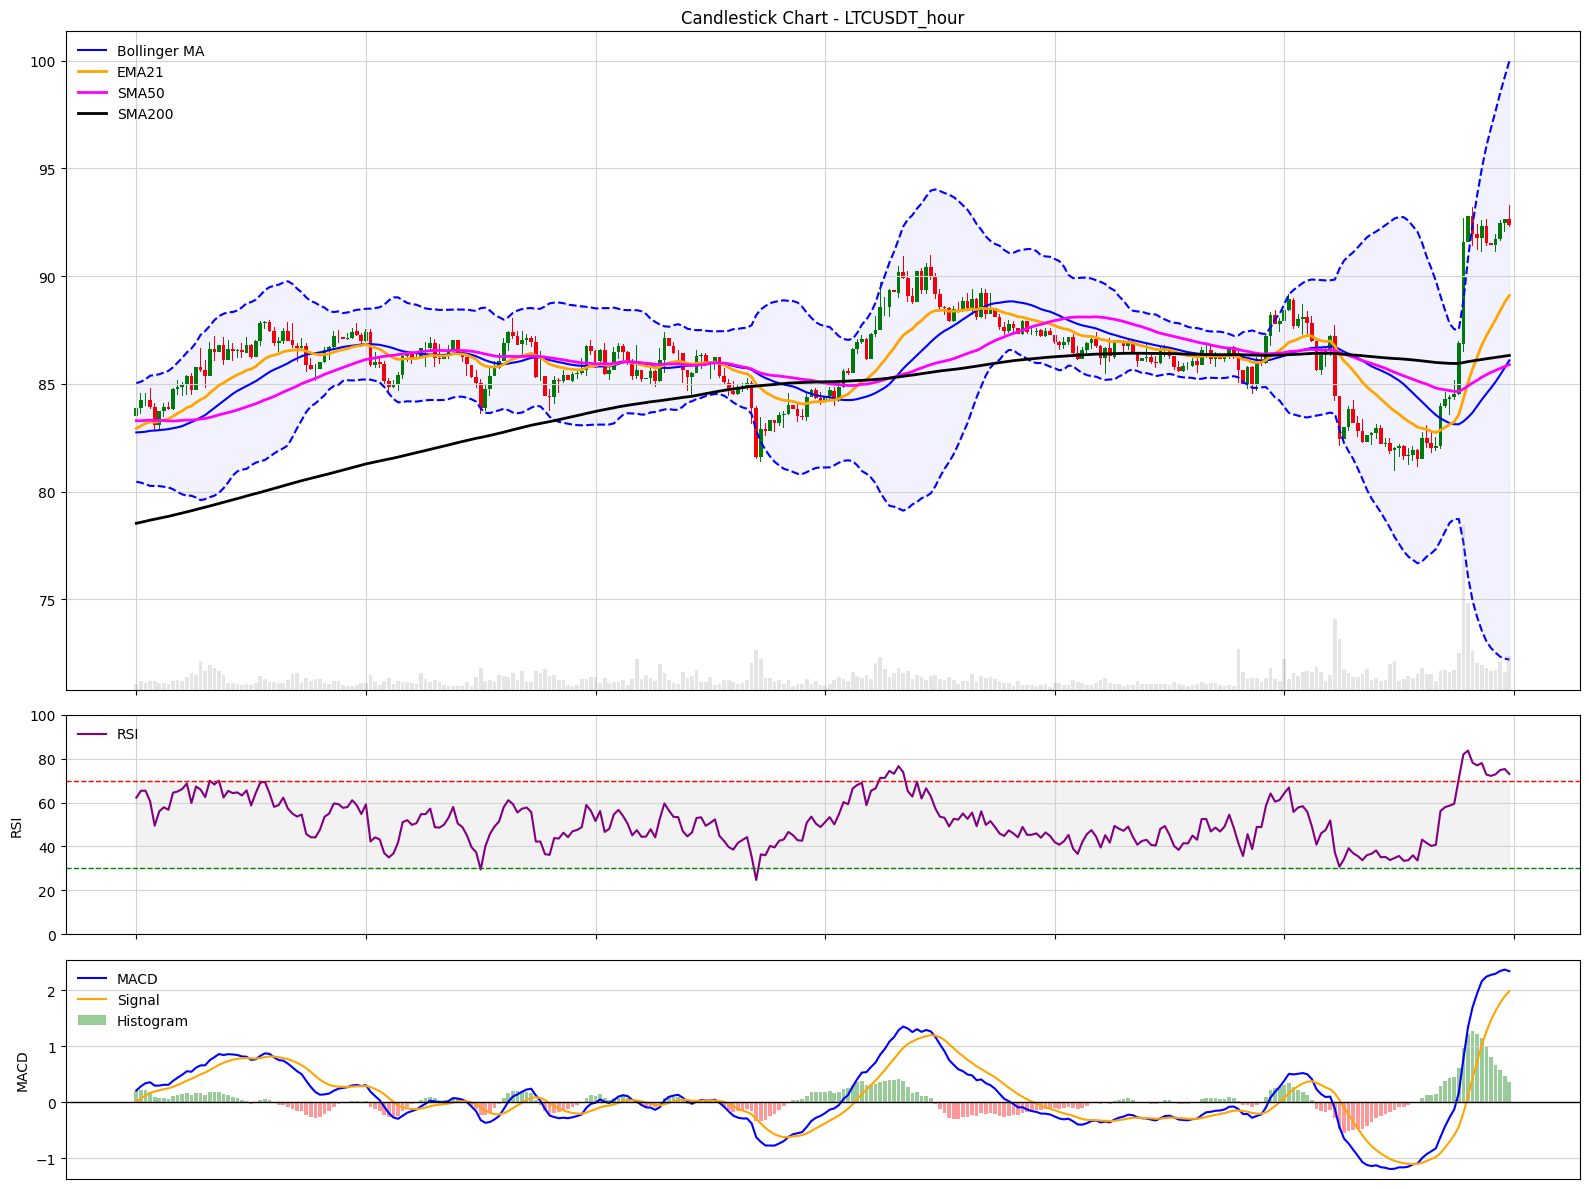 Candlestick Chart - LTCUSDT_hour
Bollinger MA
EMA21
SMA50
SMA200
100
95
90
85
80
75
RSI
100
80
60
40
20
0
RSI
MACD
Signal
Histogram
2
1
0
−1
MACD